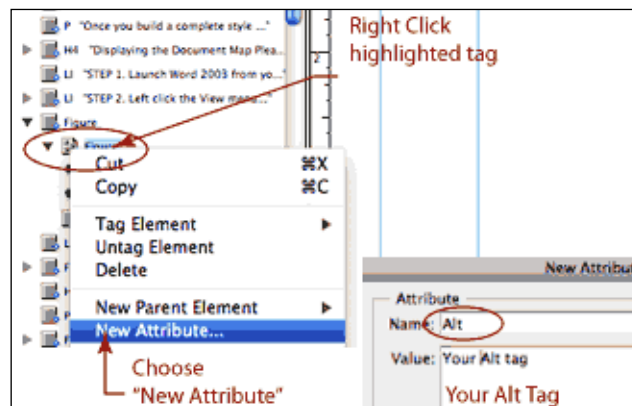 P "Once you build a complete style ..."
Right Click
highlighted tag
H4 "Displaying the Document Map Plea...
2
LI "STEP 1. Launch Word 2003 from yo..."
LI "STEP 2. Left click the View menu..."
Figure
Cut ⌘X
Copy ⌘C
Tag Element
Untag Element
Delete
New Parent Element
New Attribute...
Choose
"New Attribute"
New Attribu
Attribute
Name: Alt
Value: Your Alt tag
Your Alt Tag